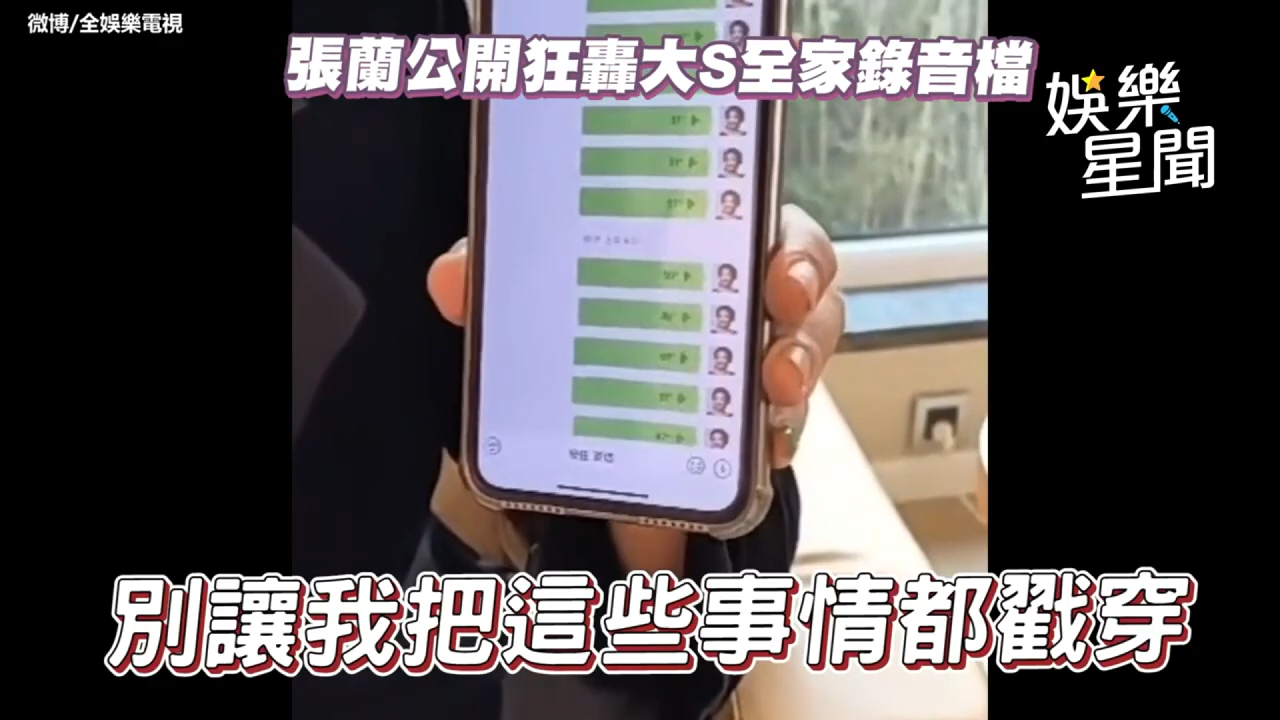 微博/全娛樂電視
張蘭公開狂轟大S全家錄音檔
娛樂
星聞
別讓我把這些事情都戳穿